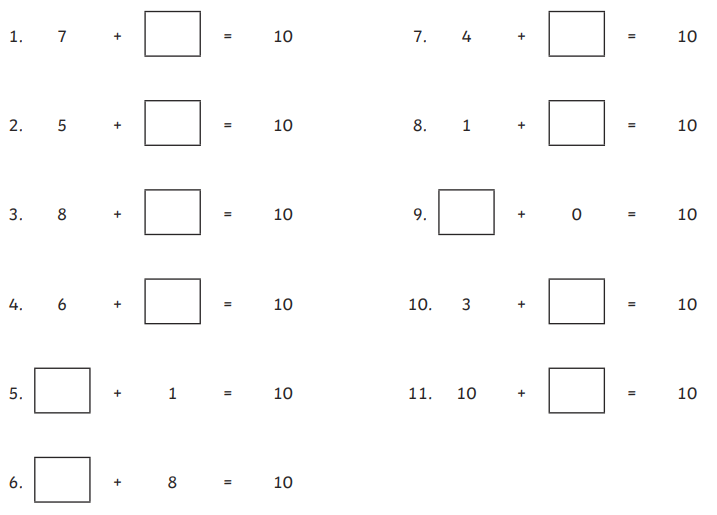 1. 7 + = 10
2. 5 + = 10
3. 8 + = 10
4. 6 + = 10
5. + 1 = 10
6. + 8 = 10
7. 4 + = 10
8. 1 + = 10
9. + 0 = 10
10. 3 + = 10
11. 10 + = 10